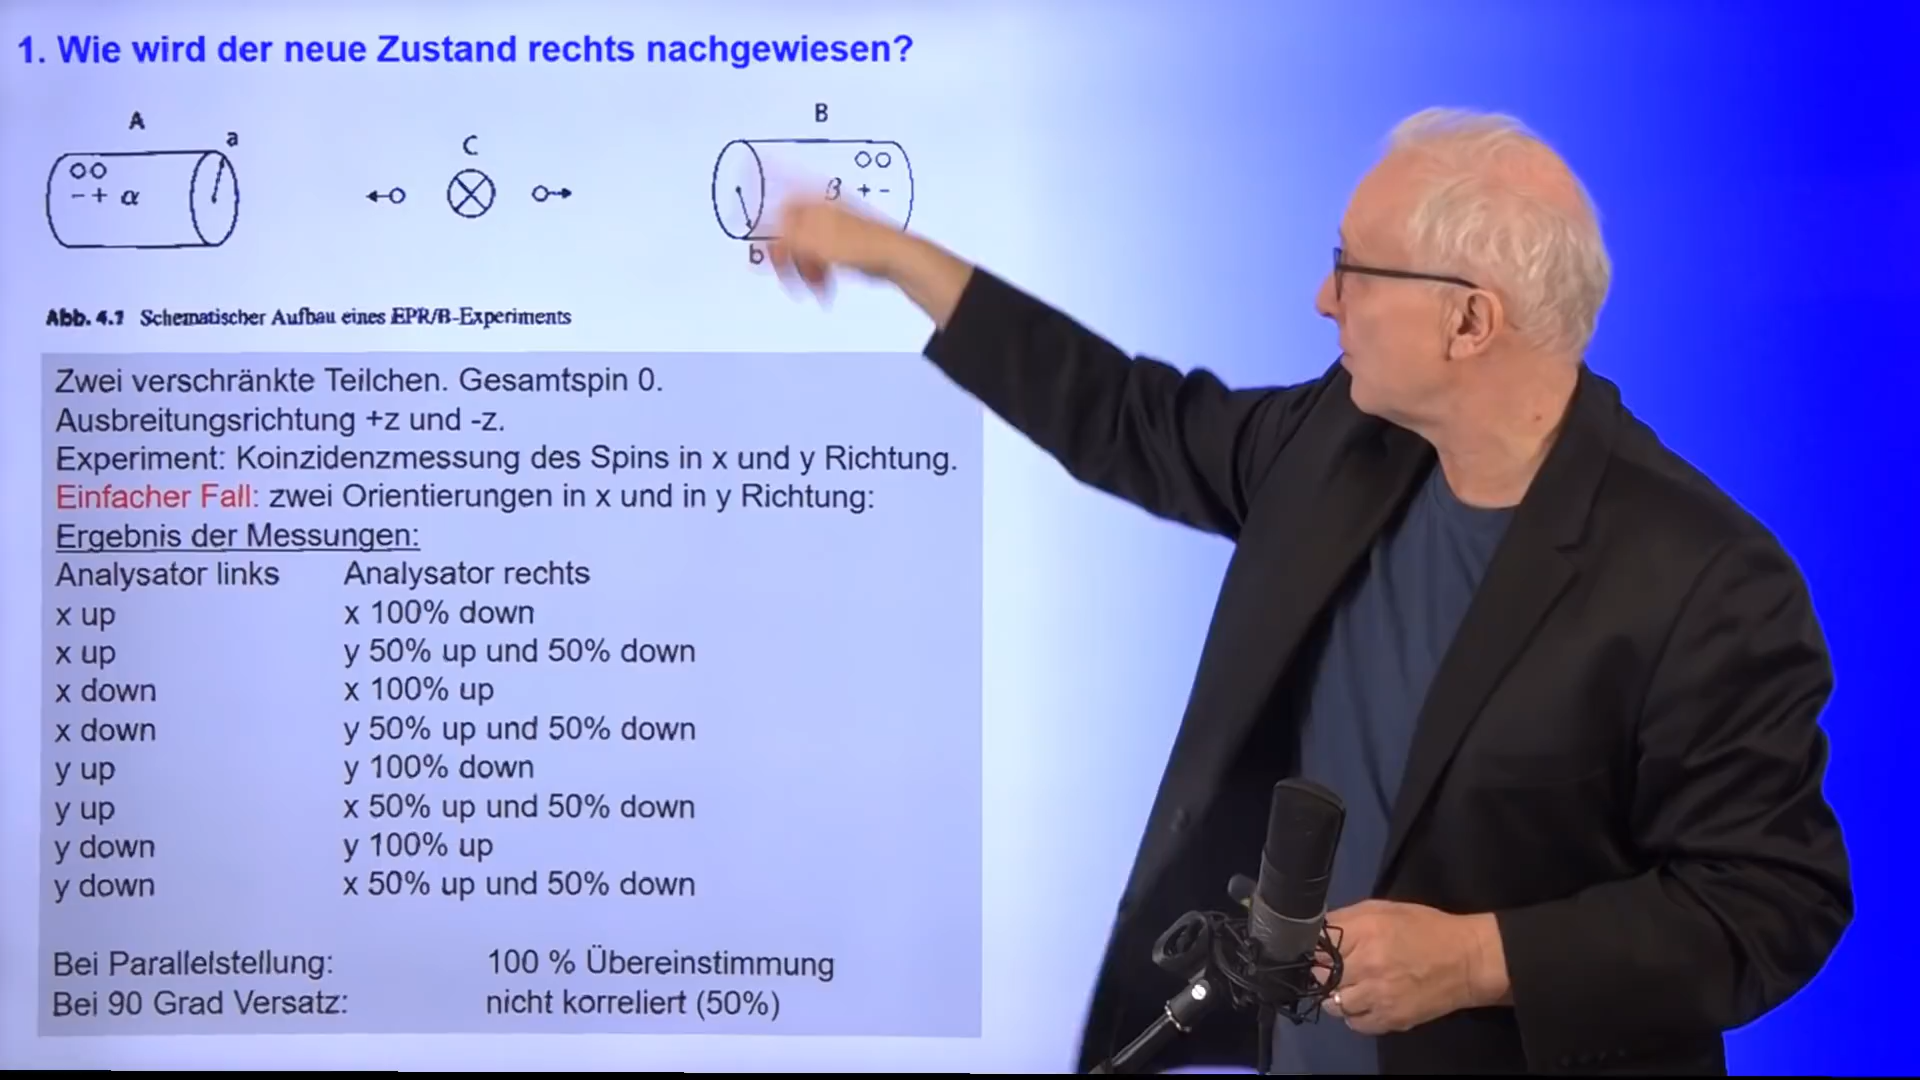 1. Wie wird der neue Zustand rechts nachgewiesen?
A
a
C
B
- + α
β + -
b
Abb. 4.1 Schematischer Aufbau eines EPR/B-Experiments
Zwei verschränkte Teilchen. Gesamtspin 0.
Ausbreitungsrichtung +z und -z.
Experiment: Koinzidenzmessung des Spins in x und y Richtung.
Einfacher Fall: zwei Orientierungen in x und in y Richtung:
Ergebnis der Messungen:
Analysator links Analysator rechts
x up x 100% down
x up y 50% up und 50% down
x down x 100% up
x down y 50% up und 50% down
y up y 100% down
y up x 50% up und 50% down
y down y 100% up
y down x 50% up und 50% down
Bei Parallelstellung: 100 % Übereinstimmung
Bei 90 Grad Versatz: nicht korreliert (50%)